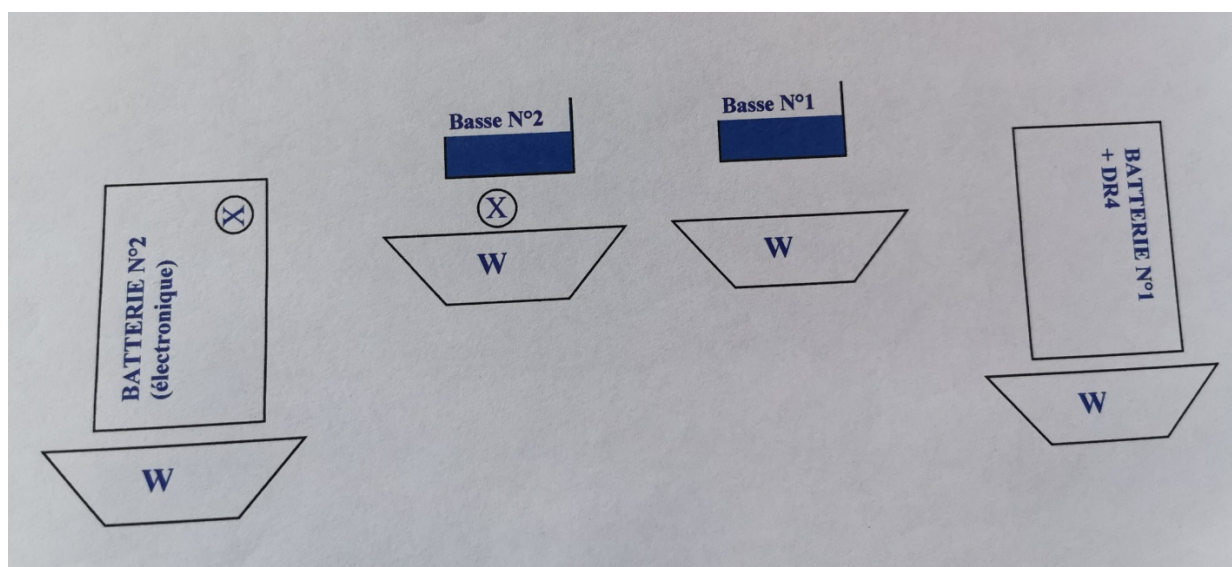 Basse N°2
Basse N°1
X
X
W
W
BATTERIE N°2
(électronique)
BATTERIE N°1
+ DR4
W
W